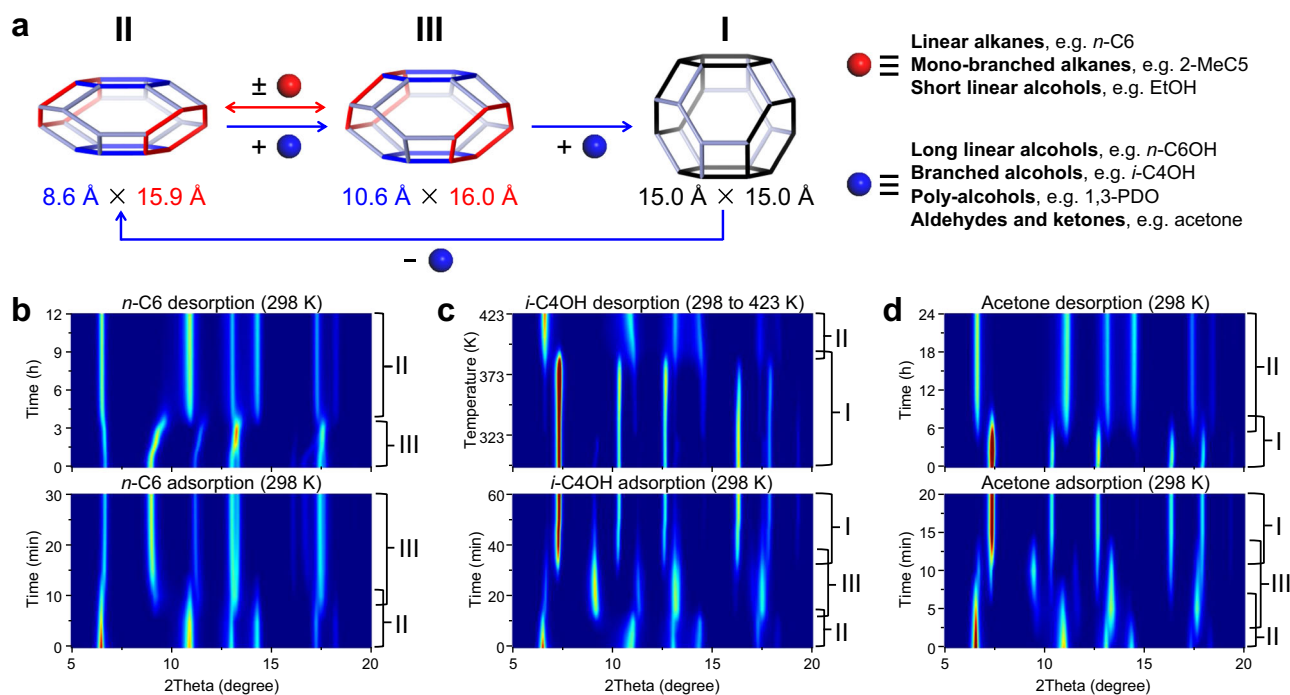 a
II
III
I
±
+
+
8.6 Å × 15.9 Å
10.6 Å × 16.0 Å
15.0 Å × 15.0 Å
−
Linear alkanes, e.g. n-C6
Mono-branched alkanes, e.g. 2-MeC5
Short linear alcohols, e.g. EtOH
Long linear alcohols, e.g. n-C6OH
Branched alcohols, e.g. i-C4OH
Poly-alcohols, e.g. 1,3-PDO
Aldehydes and ketones, e.g. acetone
b
n-C6 desorption (298 K)
12
9
6
3
0
Time (h)
II
III
n-C6 adsorption (298 K)
30
20
10
0
Time (min)
III
II
5 10 15 20
2Theta (degree)
c
i-C4OH desorption (298 to 423 K)
423
373
323
Temperature (K)
II
I
i-C4OH adsorption (298 K)
60
40
20
0
Time (min)
I
III
II
5 10 15 20
2Theta (degree)
d
Acetone desorption (298 K)
24
18
12
6
0
Time (h)
II
I
Acetone adsorption (298 K)
20
15
10
5
0
Time (min)
I
III
II
5 10 15 20
2Theta (degree)